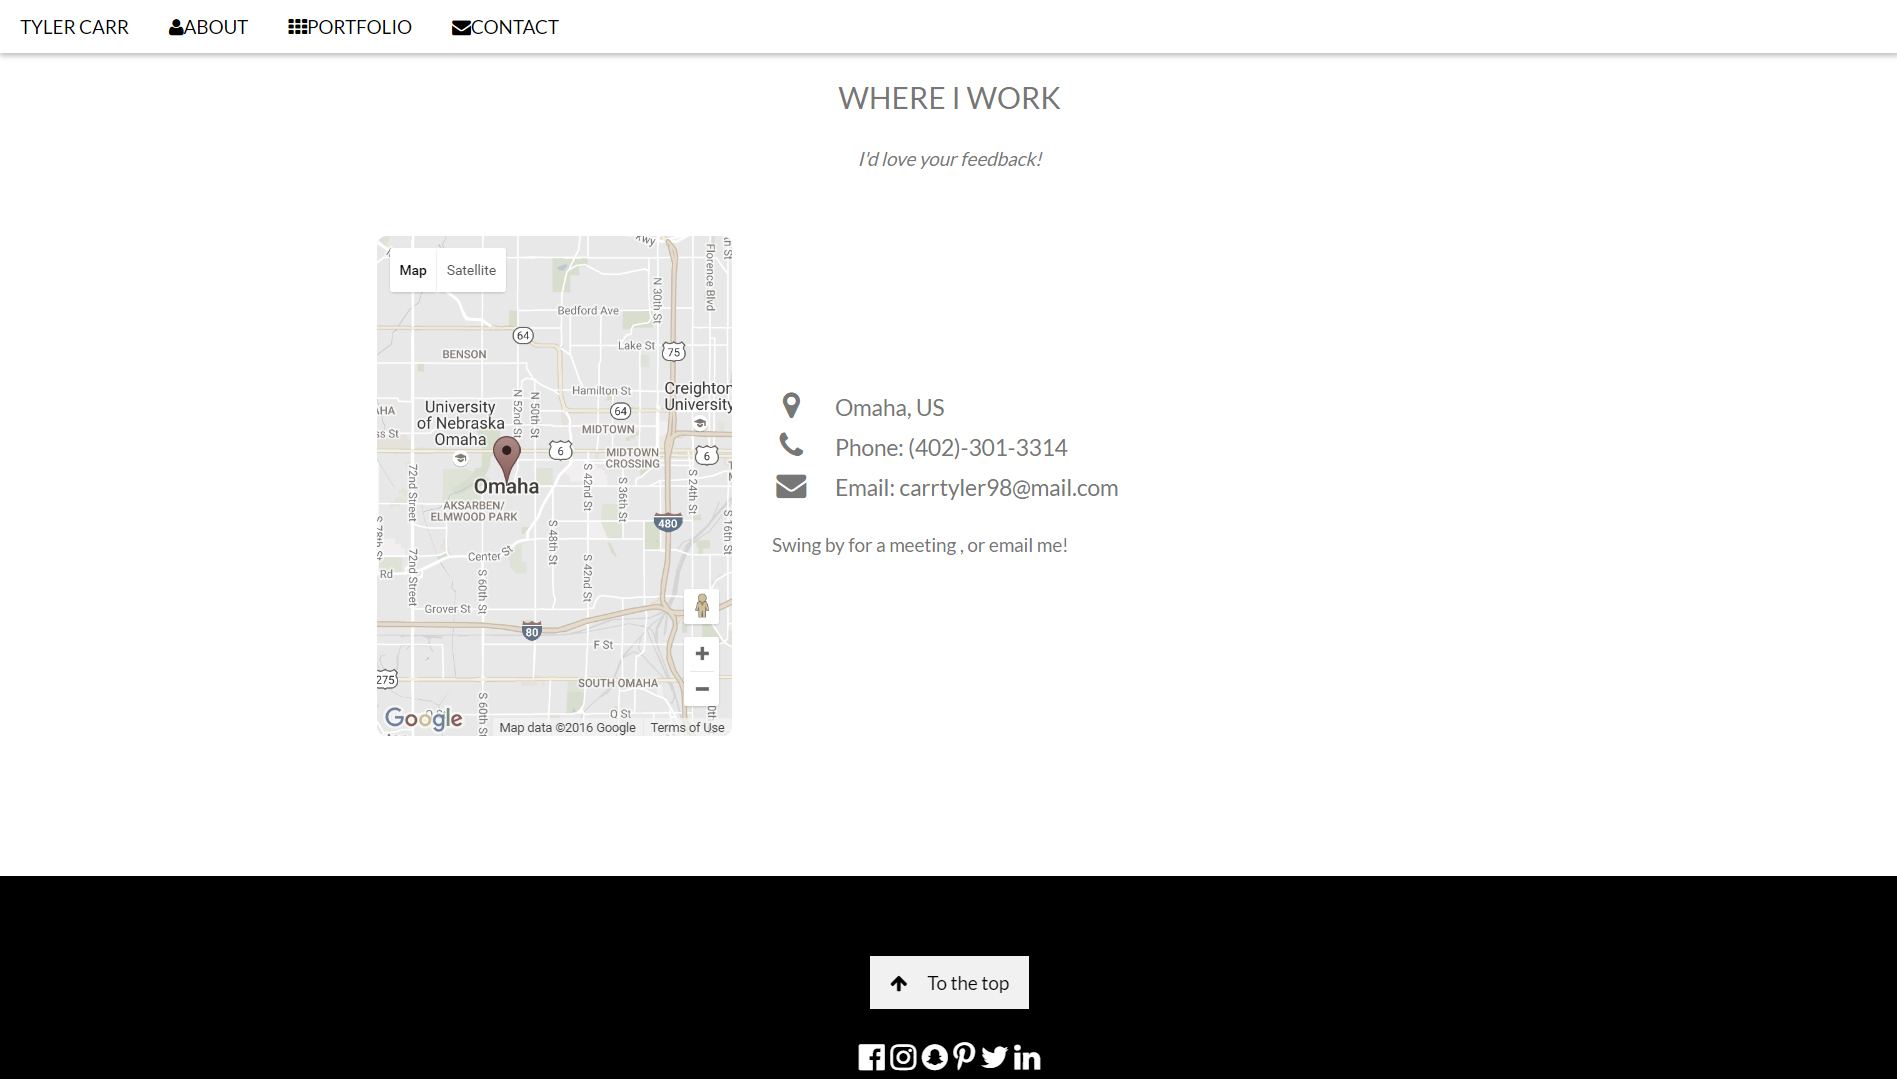 TYLER CARR ABOUT PORTFOLIO CONTACT
WHERE I WORK
I'd love your feedback!
Map Satellite
Florence Blvd
N 30th St
Bedford Ave
64
Lake St
75
BENSON
Hamilton St
Creighton
University
N 52nd St
N 50th St
64
University
of Nebraska
Omaha
MIDTOWN
6
MIDTOWN
CROSSING
6
72nd Street
Omaha
S 42nd St
S 36th St
S 24th St
AKSARBEN/
ELMWOOD PARK
480
S 16th St
S 48th St
Center St
72nd Street
S 60th St
S 42nd St
Rd
Grover St
80
F St
275
SOUTH OMAHA
S 60th St
Q St
Google
Map data ©2016 Google Terms of Use
Omaha, US
Phone: (402)-301-3314
Email: carrtyler98@mail.com
Swing by for a meeting , or email me!
To the top